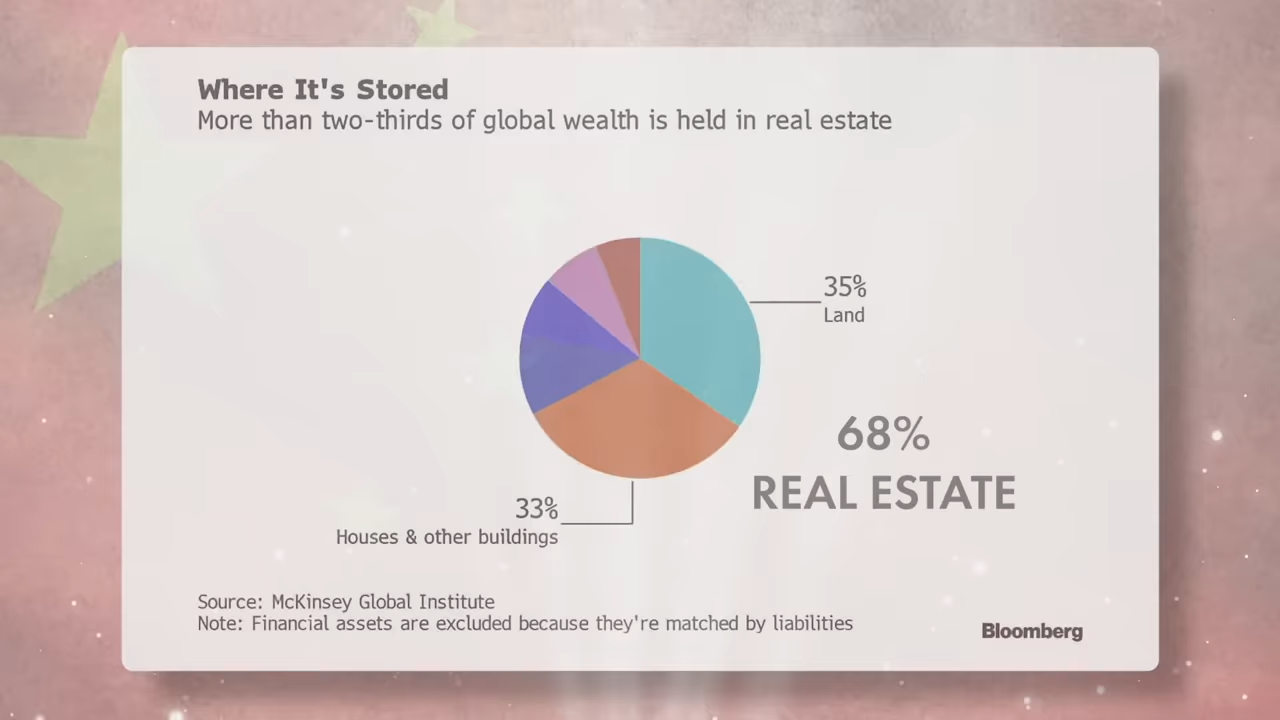 Where It's Stored
More than two-thirds of global wealth is held in real estate
35%
Land
68%
REAL ESTATE
33%
Houses & other buildings
Source: McKinsey Global Institute
Note: Financial assets are excluded because they're matched by liabilities
Bloomberg